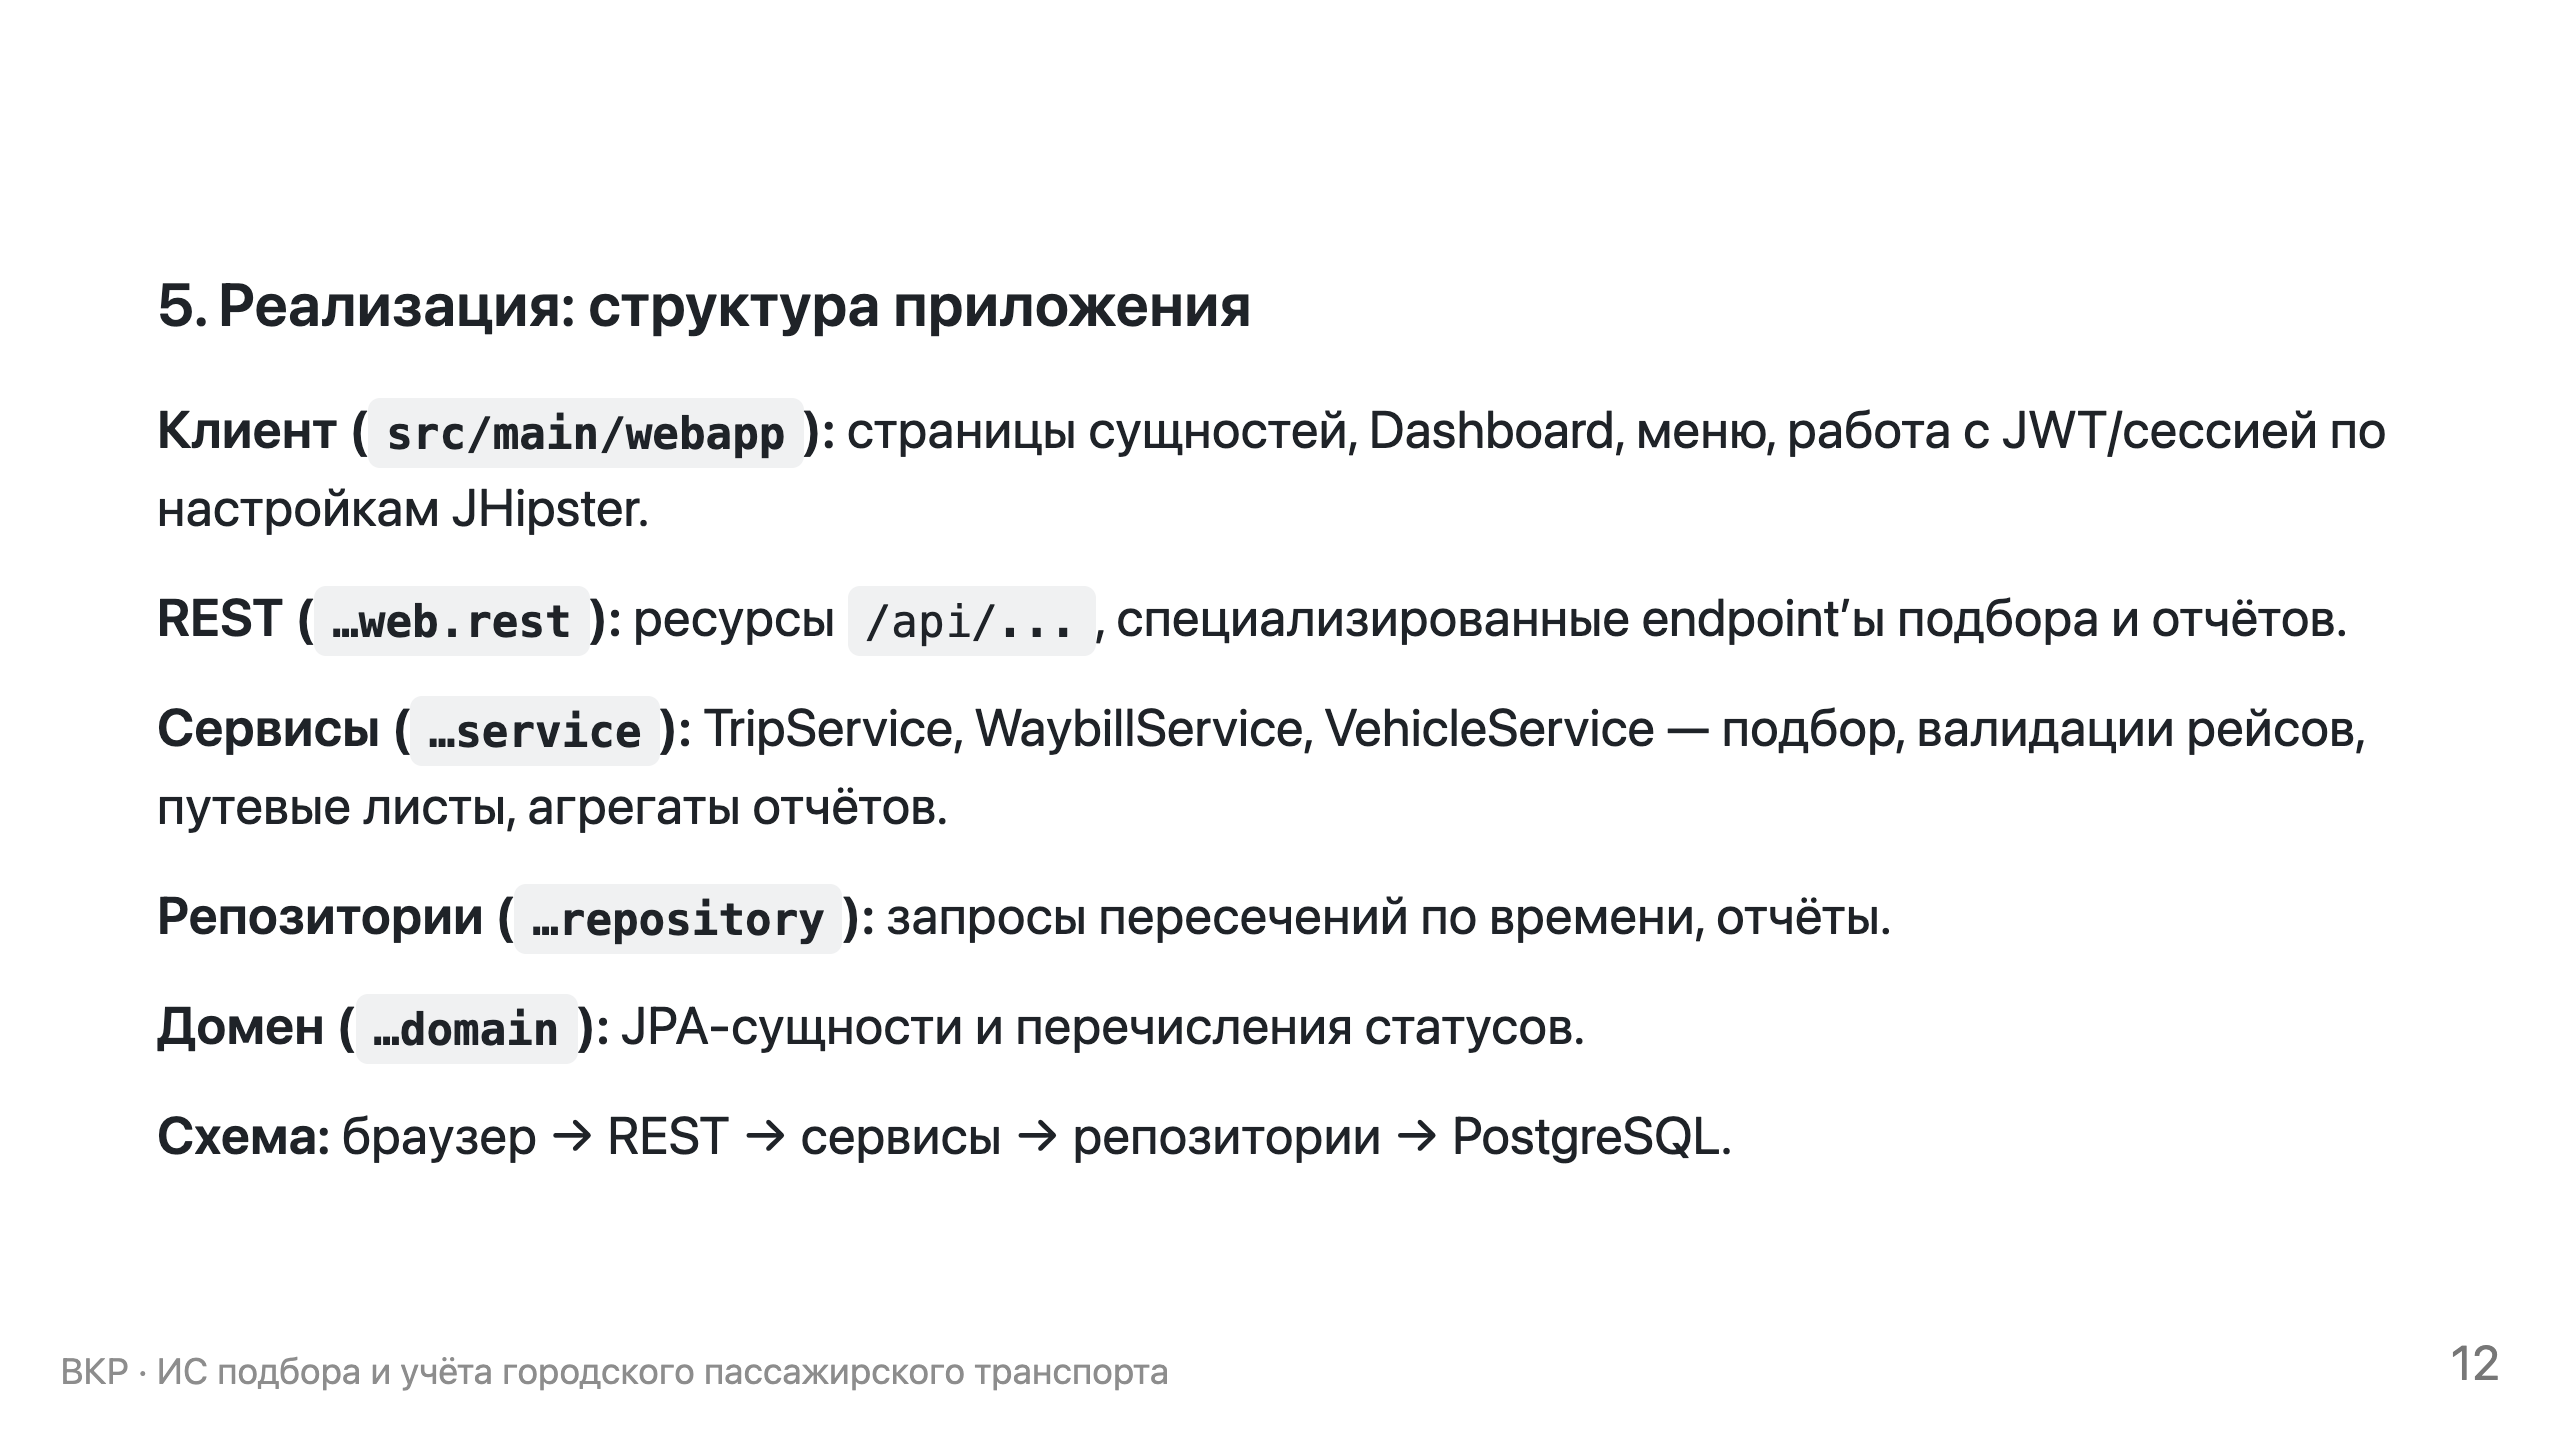 5. Реализация: структура приложения
Клиент ( src/main/webapp ): страницы сущностей, Dashboard, меню, работа с JWT/сессией по
настройкам JHipster.
REST ( …web.rest ): ресурсы /api/... , специализированные endpoint’ы подбора и отчётов.
Сервисы ( …service ): TripService, WaybillService, VehicleService — подбор, валидации рейсов,
путевые листы, агрегаты отчётов.
Репозитории ( …repository ): запросы пересечений по времени, отчёты.
Домен ( …domain ): JPA-сущности и перечисления статусов.
Схема: браузер → REST → сервисы → репозитории → PostgreSQL.
ВКР · ИС подбора и учёта городского пассажирского транспорта
12